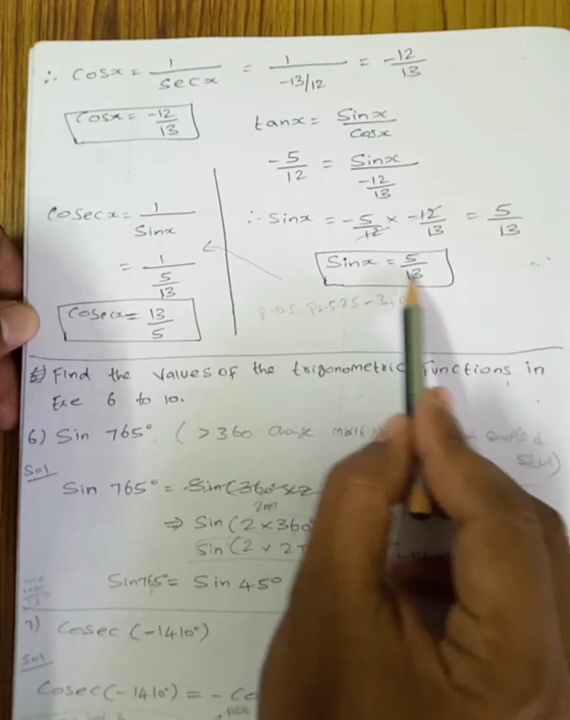 ∴ Cosx = 1/secx = 1/-13/12 = -12/13
Cosx = -12/13
tanx = Sinx/Cosx
-5/12 = Sinx/-12/13
∴ Sinx = -5/12 × -12/13 = 5/13
Sinx = 5/13
Cosecx = 1/Sinx
= 1/5/13
Cosecx = 13/5
Find the values of the trigonometric functions in
Exe 6 to 10.
6) Sin 765° ( > 360 change
Sol
Sin 765° = Sin(360°×2
⇒ Sin (2×360°
Sin (2×2π
Sin765° = Sin 45°
7) Cosec (-1410°)
Sol
Cosec(-1410°) = - Co